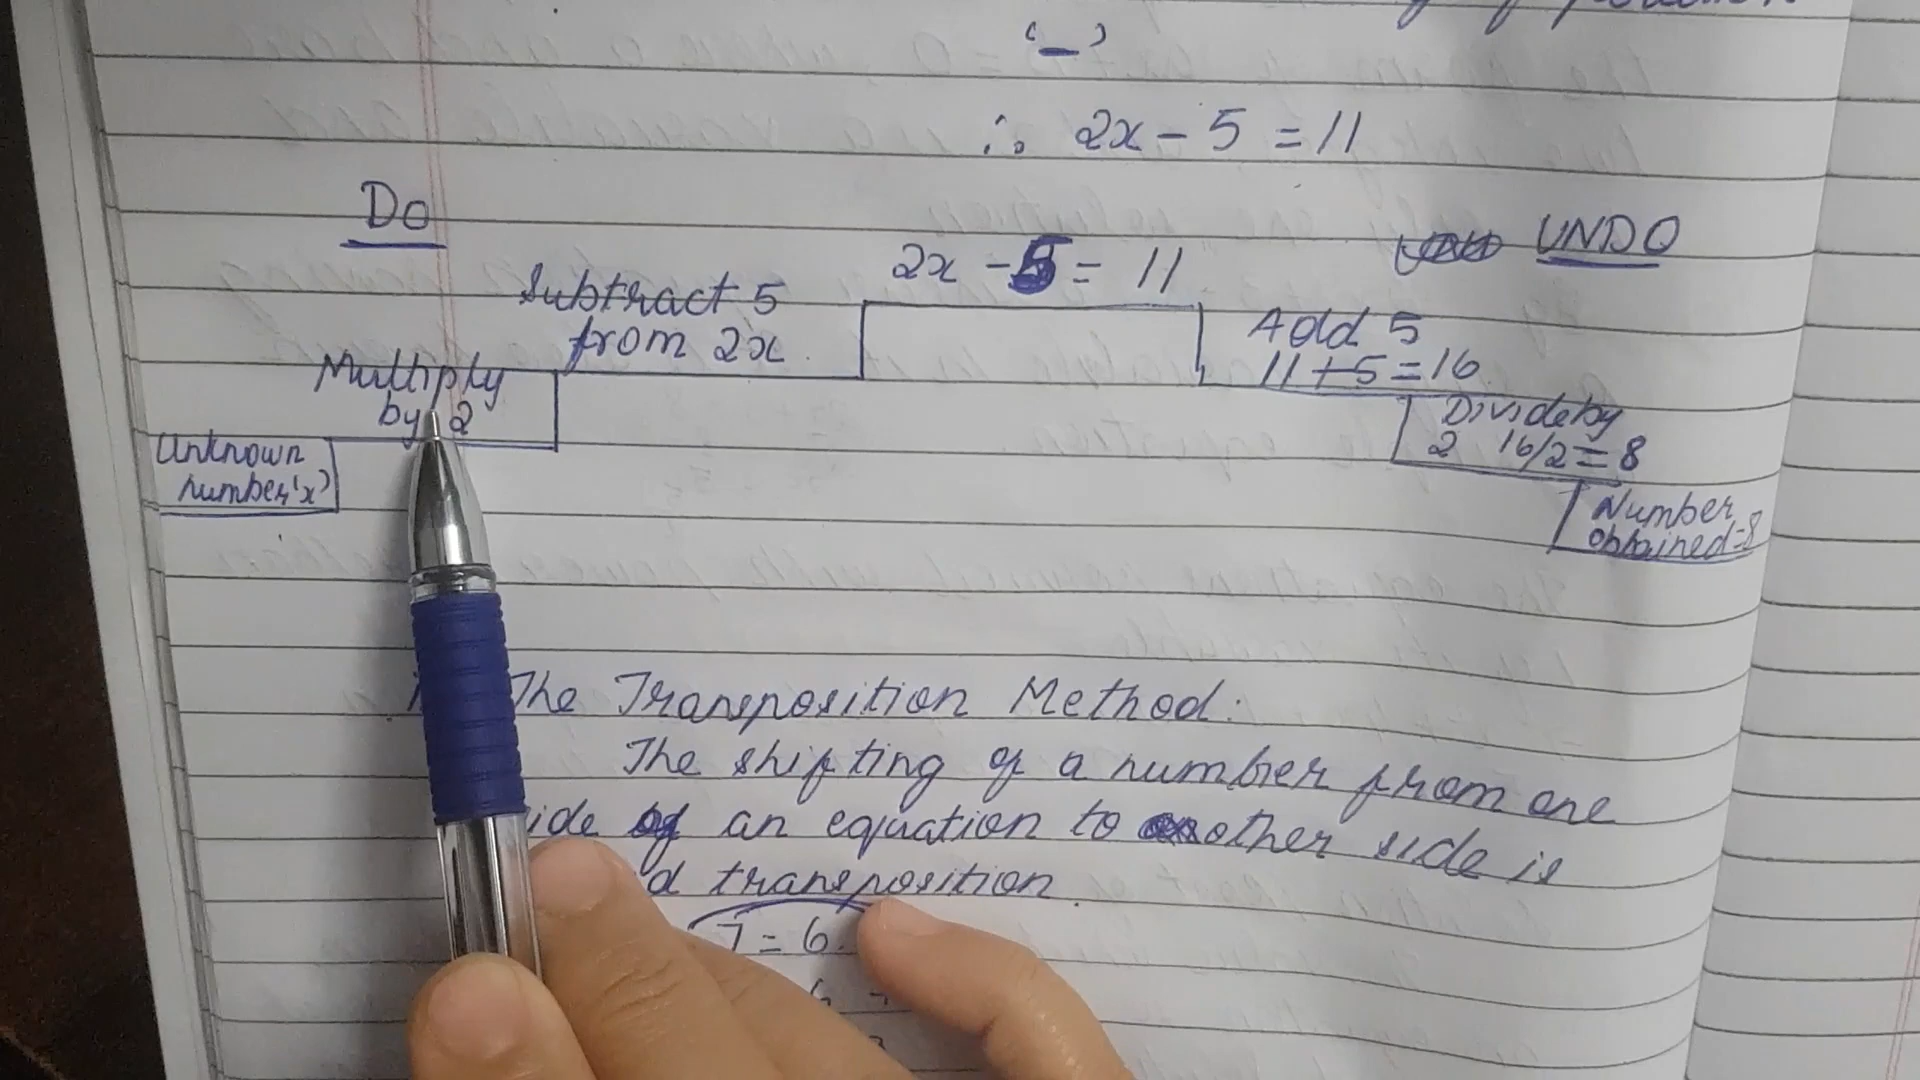 (–)
∴ 2x - 5 = 11
Do
UNDO
2x - 5 = 11
Subtract 5
from 2x
Multiply
by 2
Unknown
number 'x'
Add 5
11 + 5 = 16
Divide by
2 16/2 = 8
Number
obtained = 8
The Transposition Method:
The shifting of a number from one
of an equation to other side is
transposition.
7 = 6